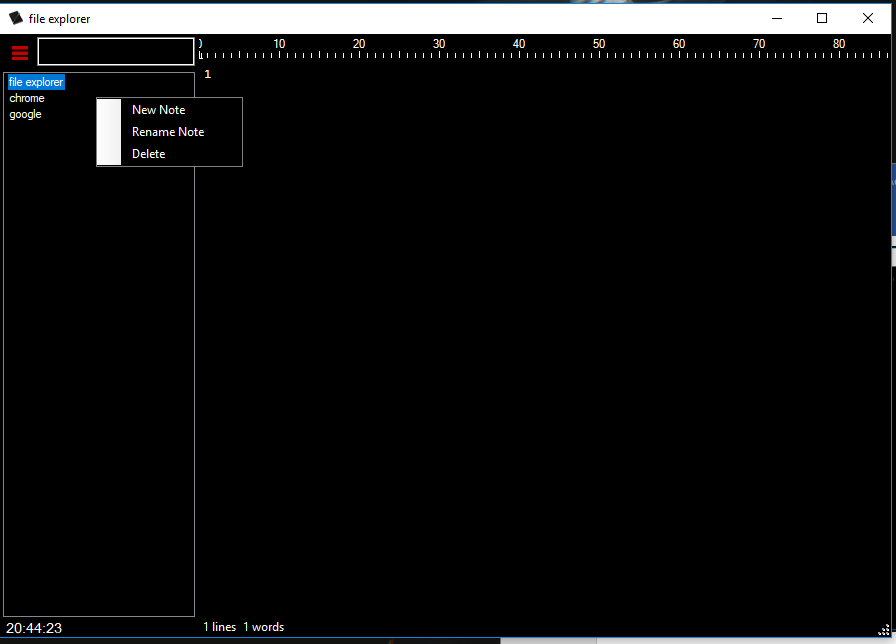 file explorer
0 10 20 30 40 50 60 70 80
file explorer
chrome
google
New Note
Rename Note
Delete
1
20:44:23
1 lines 1 words